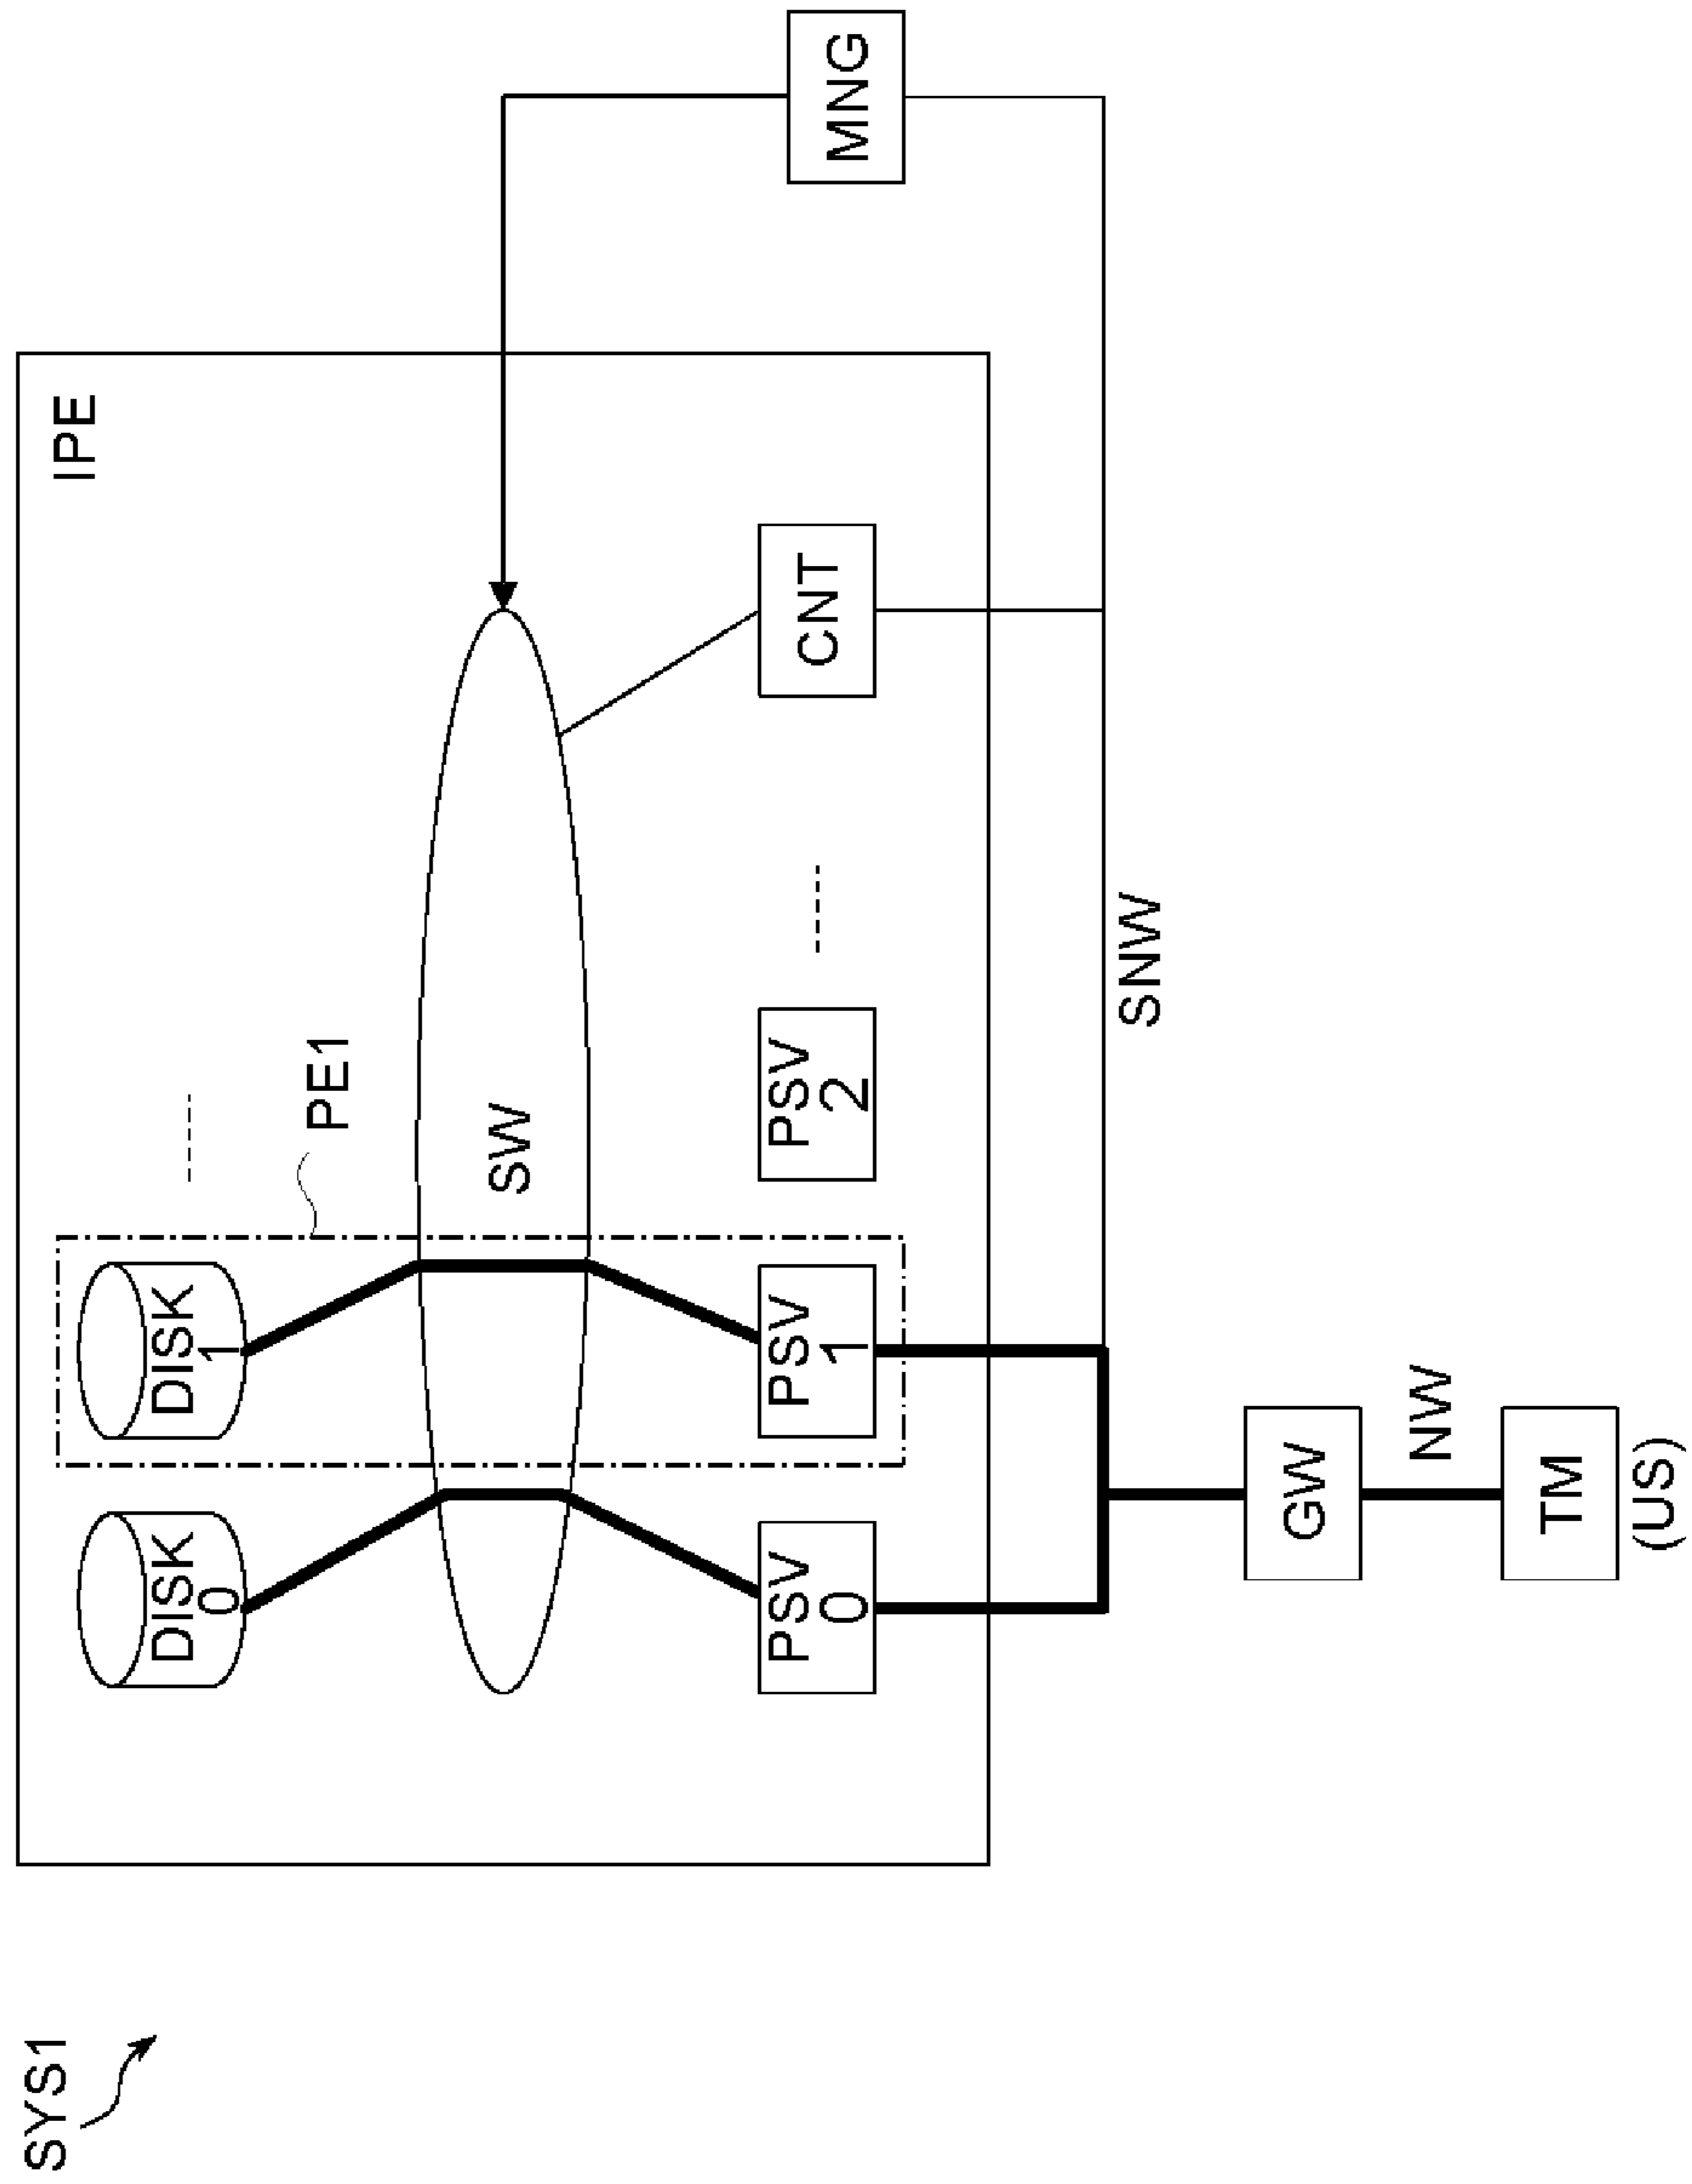 SYS1
IPE
DISK
0
DISK
1
PE1
SW
PSV
0
PSV
1
PSV
2
CNT
MNG
SNW
GW
NW
TM
(US)